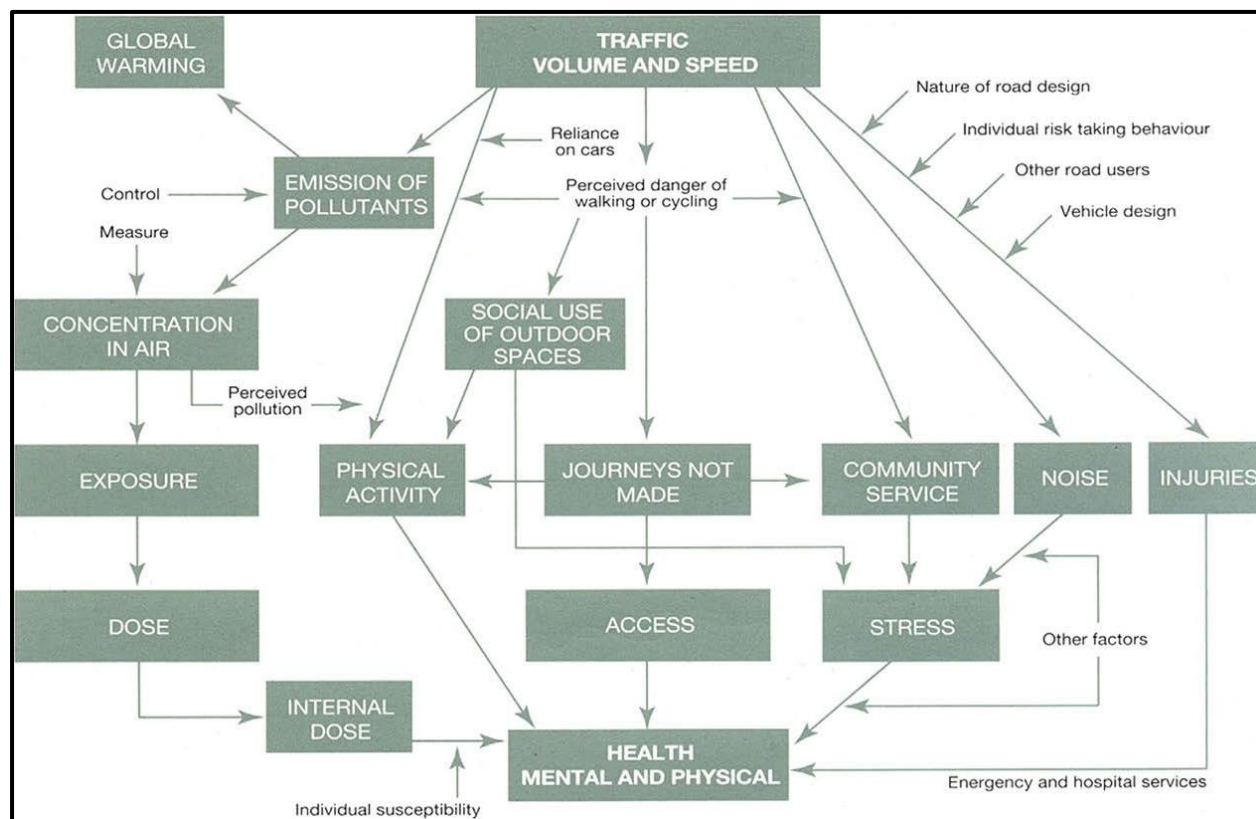 GLOBAL
WARMING
TRAFFIC
VOLUME AND SPEED
Nature of road design
Individual risk taking behaviour
Other road users
Vehicle design
Reliance
on cars
Control
EMISSION OF
POLLUTANTS
Perceived danger of
walking or cycling
Measure
CONCENTRATION
IN AIR
SOCIAL USE
OF OUTDOOR
SPACES
Perceived
pollution
EXPOSURE
PHYSICAL
ACTIVITY
JOURNEYS NOT
MADE
COMMUNITY
SERVICE
NOISE
INJURIES
DOSE
ACCESS
STRESS
Other factors
INTERNAL
DOSE
HEALTH
MENTAL AND PHYSICAL
Energency and hospital services
Individual susceptibility